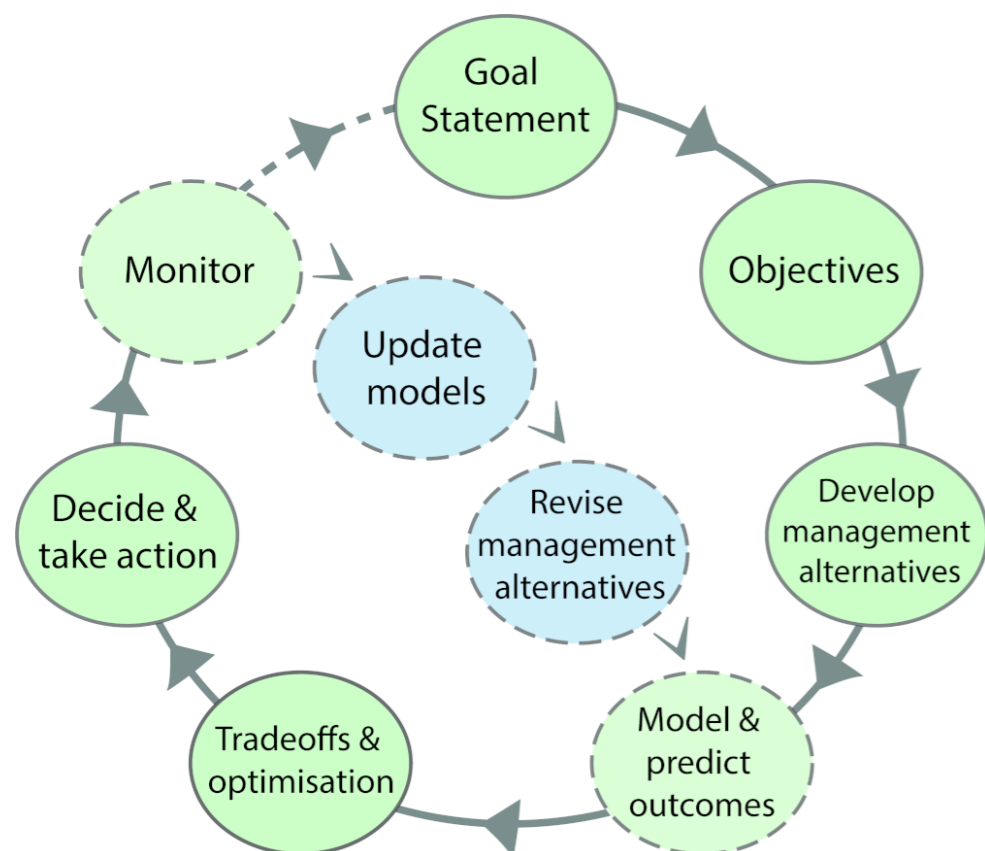 Goal
Statement
Objectives
Develop
management
alternatives
Model &
predict
outcomes
Tradeoffs &
optimisation
Decide &
take action
Monitor
Update
models
Revise
management
alternatives